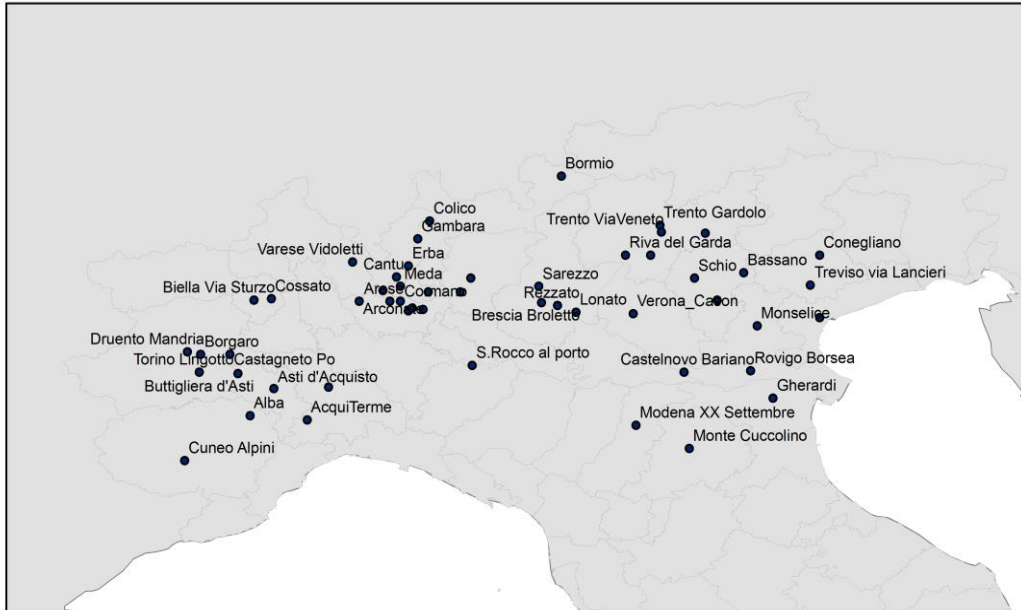 Bormio
Colico
Gambara
Trento ViaVeneto
Trento Gardolo
Varese Vidoletti
Erba
Riva del Garda
Conegliano
Cantu
Meda
Schio
Bassano
Treviso via Lancieri
Biella Via Sturzo
Cossato
Arese
Cormano
Sarezzo
Rezzato
Lonato
Verona_Cason
Arconate
Brescia Broletto
Monselice
Druento Mandria
Borgaro
Torino Lingotto
Castagneto Po
S.Rocco al porto
Castelnovo Bariano
Rovigo Borsea
Buttigliera d'Asti
Asti d'Acquisto
Gherardi
Alba
AcquiTerme
Modena XX Settembre
Monte Cuccolino
Cuneo Alpini